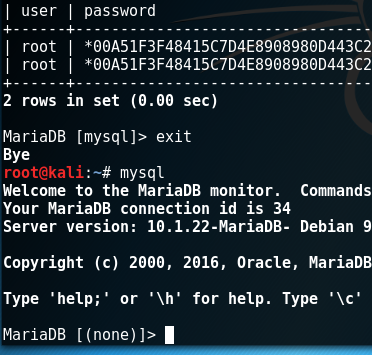 | user | password
+------+-----------------------------------
| root | *00A51F3F48415C7D4E8908980D443C2
| root | *00A51F3F48415C7D4E8908980D443C2
+------+-----------------------------------
2 rows in set (0.00 sec)
MariaDB [mysql]> exit
Bye
root@kali:~# mysql
Welcome to the MariaDB monitor.  Commands
Your MariaDB connection id is 34
Server version: 10.1.22-MariaDB- Debian 9
Copyright (c) 2000, 2016, Oracle, MariaDB
Type 'help;' or '\h' for help. Type '\c'
MariaDB [(none)]>